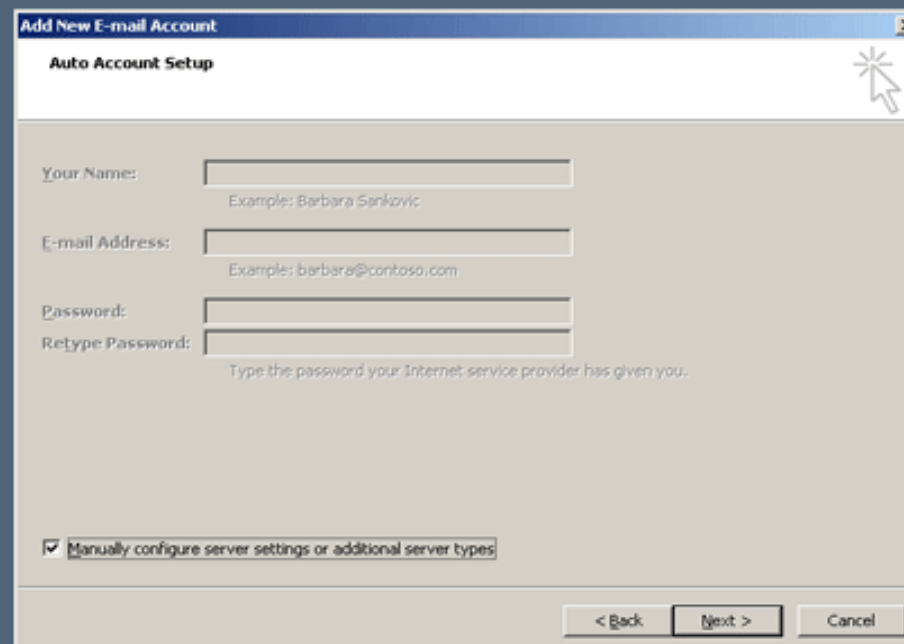 Add New E-mail Account
Auto Account Setup
Your Name:
Example: Barbara Sankovic
E-mail Address:
Example: barbara@contoso.com
Password:
Retype Password:
Type the password your Internet service provider has given you.
Manually configure server settings or additional server types
< Back Next > Cancel